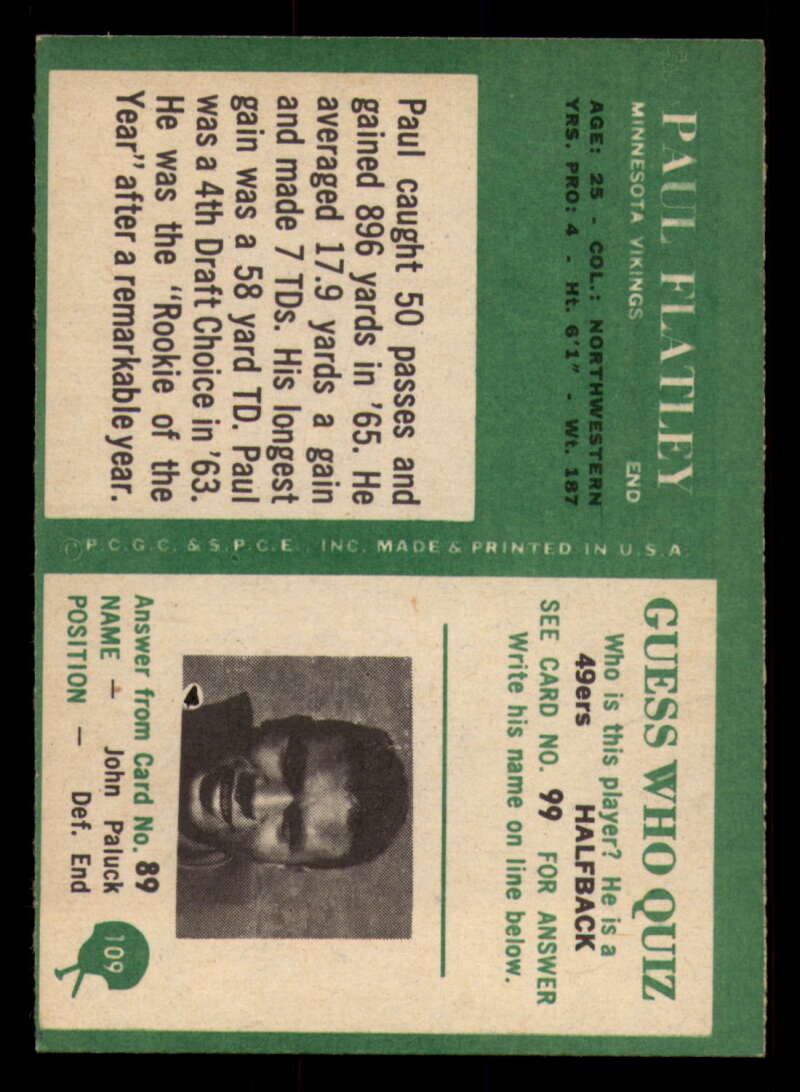 PAUL FLATLEY
MINNESOTA VIKINGS END
AGE: 25 - COL.: NORTHWESTERN
YRS. PRO: 4 - Ht. 6'1" - Wt. 187
Paul caught 50 passes and
gained 896 yards in '65. He
averaged 17.9 yards a gain
and made 7 TDs. His longest
gain was a 58 yard TD. Paul
was a 4th Draft Choice in '63.
He was the "Rookie of the
Year" after a remarkable year.
© P.C.G.C. & S.P.C.E., INC. MADE & PRINTED IN U.S.A.
GUESS WHO QUIZ
Who is this player? He is a
49ers HALFBACK
SEE CARD NO. 99 FOR ANSWER
Write his name on line below.
Answer from Card No. 89
NAME — John Paluck
POSITION — Def. End
109